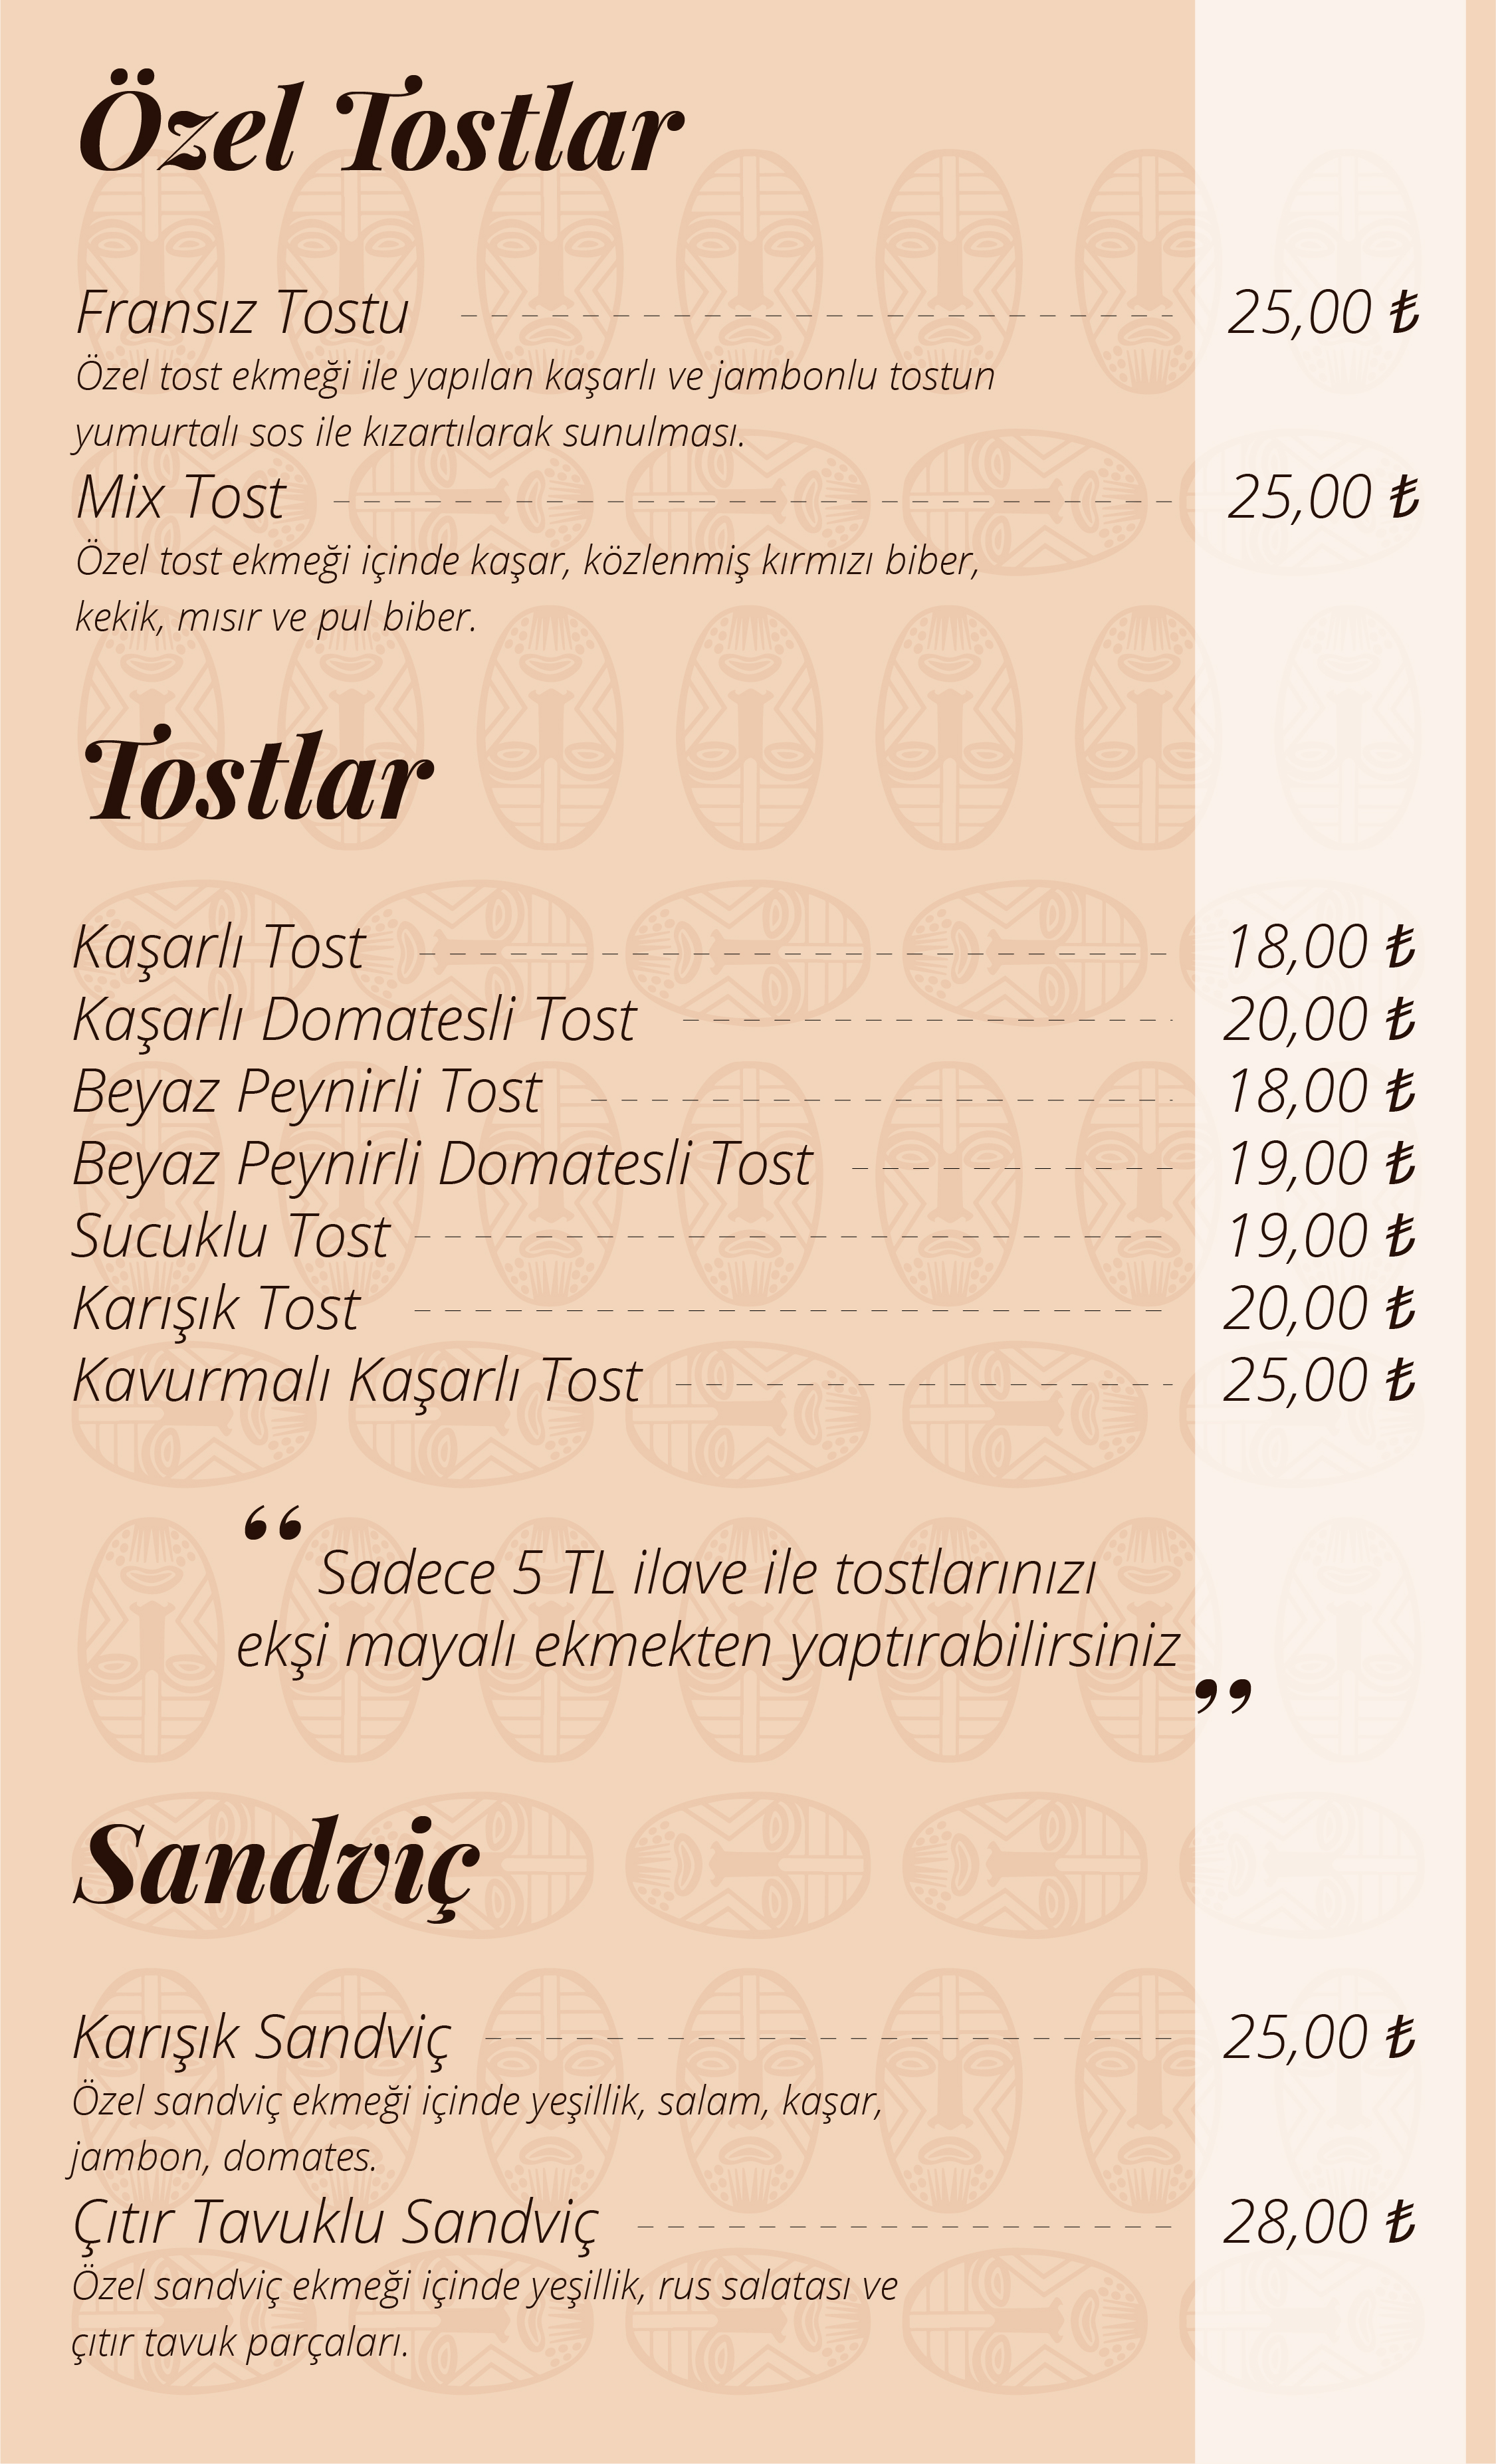 Özel Tostlar
Fransız Tostu 25,00 ₺
Özel tost ekmeği ile yapılan kaşarlı ve jambonlu tostun
yumurtalı sos ile kızartılarak sunulması.
Mix Tost 25,00 ₺
Özel tost ekmeği içinde kaşar, közlenmiş kırmızı biber,
kekik, mısır ve pul biber.
Tostlar
Kaşarlı Tost 18,00 ₺
Kaşarlı Domatesli Tost 20,00 ₺
Beyaz Peynirli Tost 18,00 ₺
Beyaz Peynirli Domatesli Tost 19,00 ₺
Sucuklu Tost 19,00 ₺
Karışık Tost 20,00 ₺
Kavurmalı Kaşarlı Tost 25,00 ₺
“ Sadece 5 TL ilave ile tostlarınızı
ekşi mayalı ekmekten yaptırabilirsiniz ”
Sandviç
Karışık Sandviç 25,00 ₺
Özel sandviç ekmeği içinde yeşillik, salam, kaşar,
jambon, domates.
Çıtır Tavuklu Sandviç 28,00 ₺
Özel sandviç ekmeği içinde yeşillik, rus salatası ve
çıtır tavuk parçaları.